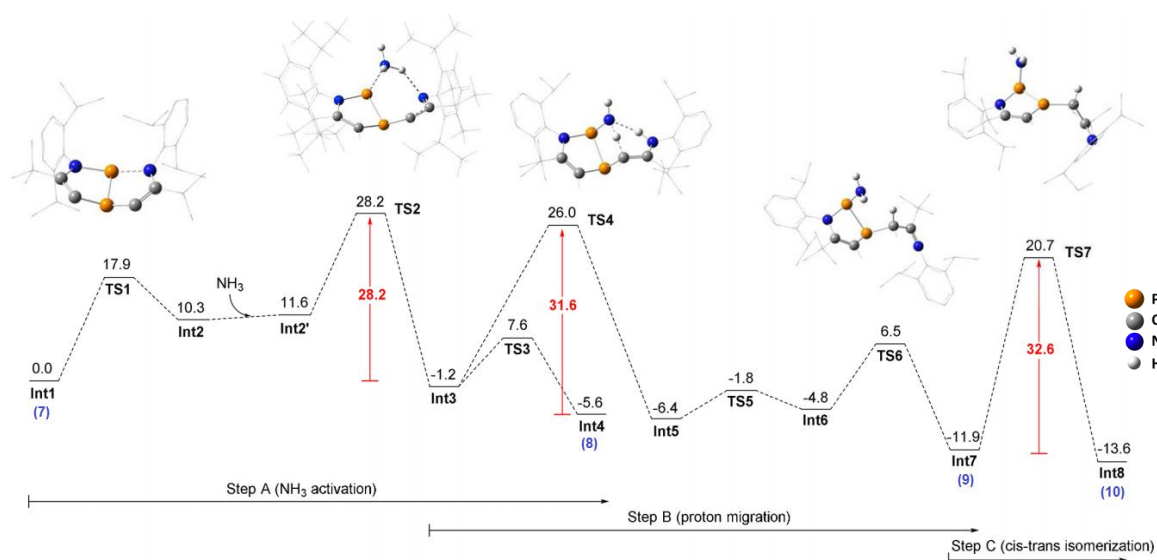 28.2
TS2
26.0
TS4
20.7
TS7
17.9
TS1
NH3
10.3
Int2
11.6
Int2'
28.2
31.6
32.6
7.6
TS3
6.5
TS6
0.0
Int1
(7)
-1.2
Int3
-5.6
Int4
(8)
-6.4
Int5
-1.8
TS5
-4.8
Int6
-11.9
Int7
(9)
-13.6
Int8
(10)
Step A (NH3 activation)
Step B (proton migration)
Step C (cis-trans isomerization)
P
C
N
H